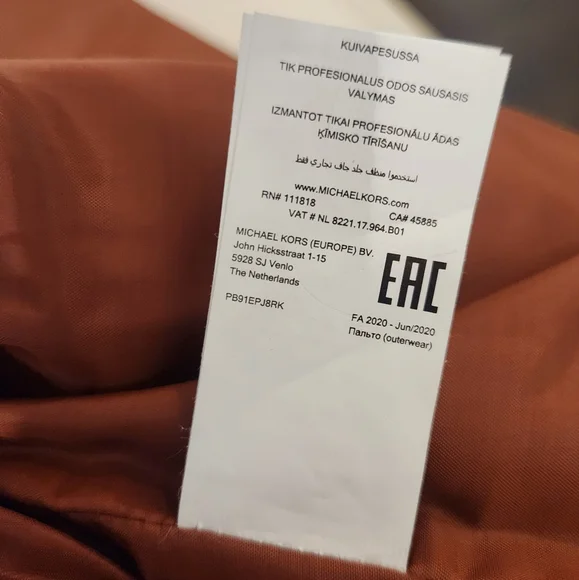 KUIVAPESUSSA
TIK PROFESIONALUS ODOS SAUSASIS
VALYMAS
IZMANTOT TIKAI PROFESIONĀLU ĀDAS
ĶĪMISKO TĪRĪŠANU
استخدموا منظف جلد جاف تجاري فقط
www.MICHAELKORS.com
RN# 111818 CA# 45885
VAT # NL 8221.17.964.B01
MICHAEL KORS (EUROPE) BV.
John Hicksstraat 1-15
5928 SJ Venlo
The Netherlands
EAC
PB91EPJ8RK
FA 2020 - Jun/2020
Пальто (outerwear)